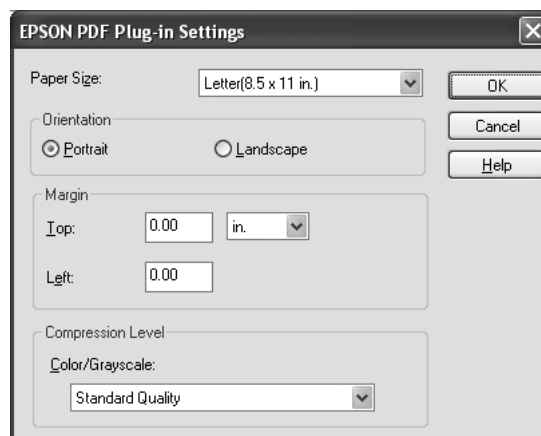 EPSON PDF Plug-in Settings
Paper Size: Letter(8.5 x 11 in.) OK
Cancel
Help
Orientation
Portrait Landscape
Margin
Top: 0.00 in.
Left: 0.00
Compression Level
Color/Grayscale:
Standard Quality